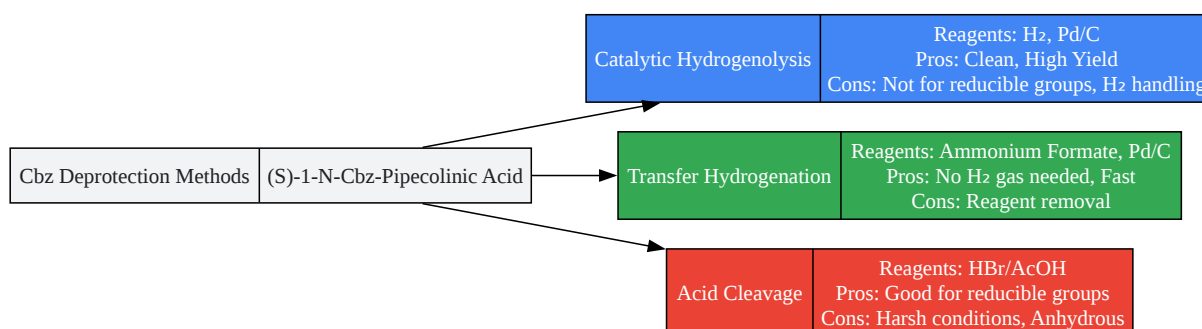 Cbz Deprotection Methods
(S)-1-N-Cbz-Pipecolinic Acid
Catalytic Hydrogenolysis
Reagents: H₂, Pd/C
Pros: Clean, High Yield
Cons: Not for reducible groups, H₂ handling
Transfer Hydrogenation
Reagents: Ammonium Formate, Pd/C
Pros: No H₂ gas needed, Fast
Cons: Reagent removal
Acid Cleavage
Reagents: HBr/AcOH
Pros: Good for reducible groups
Cons: Harsh conditions, Anhydrous